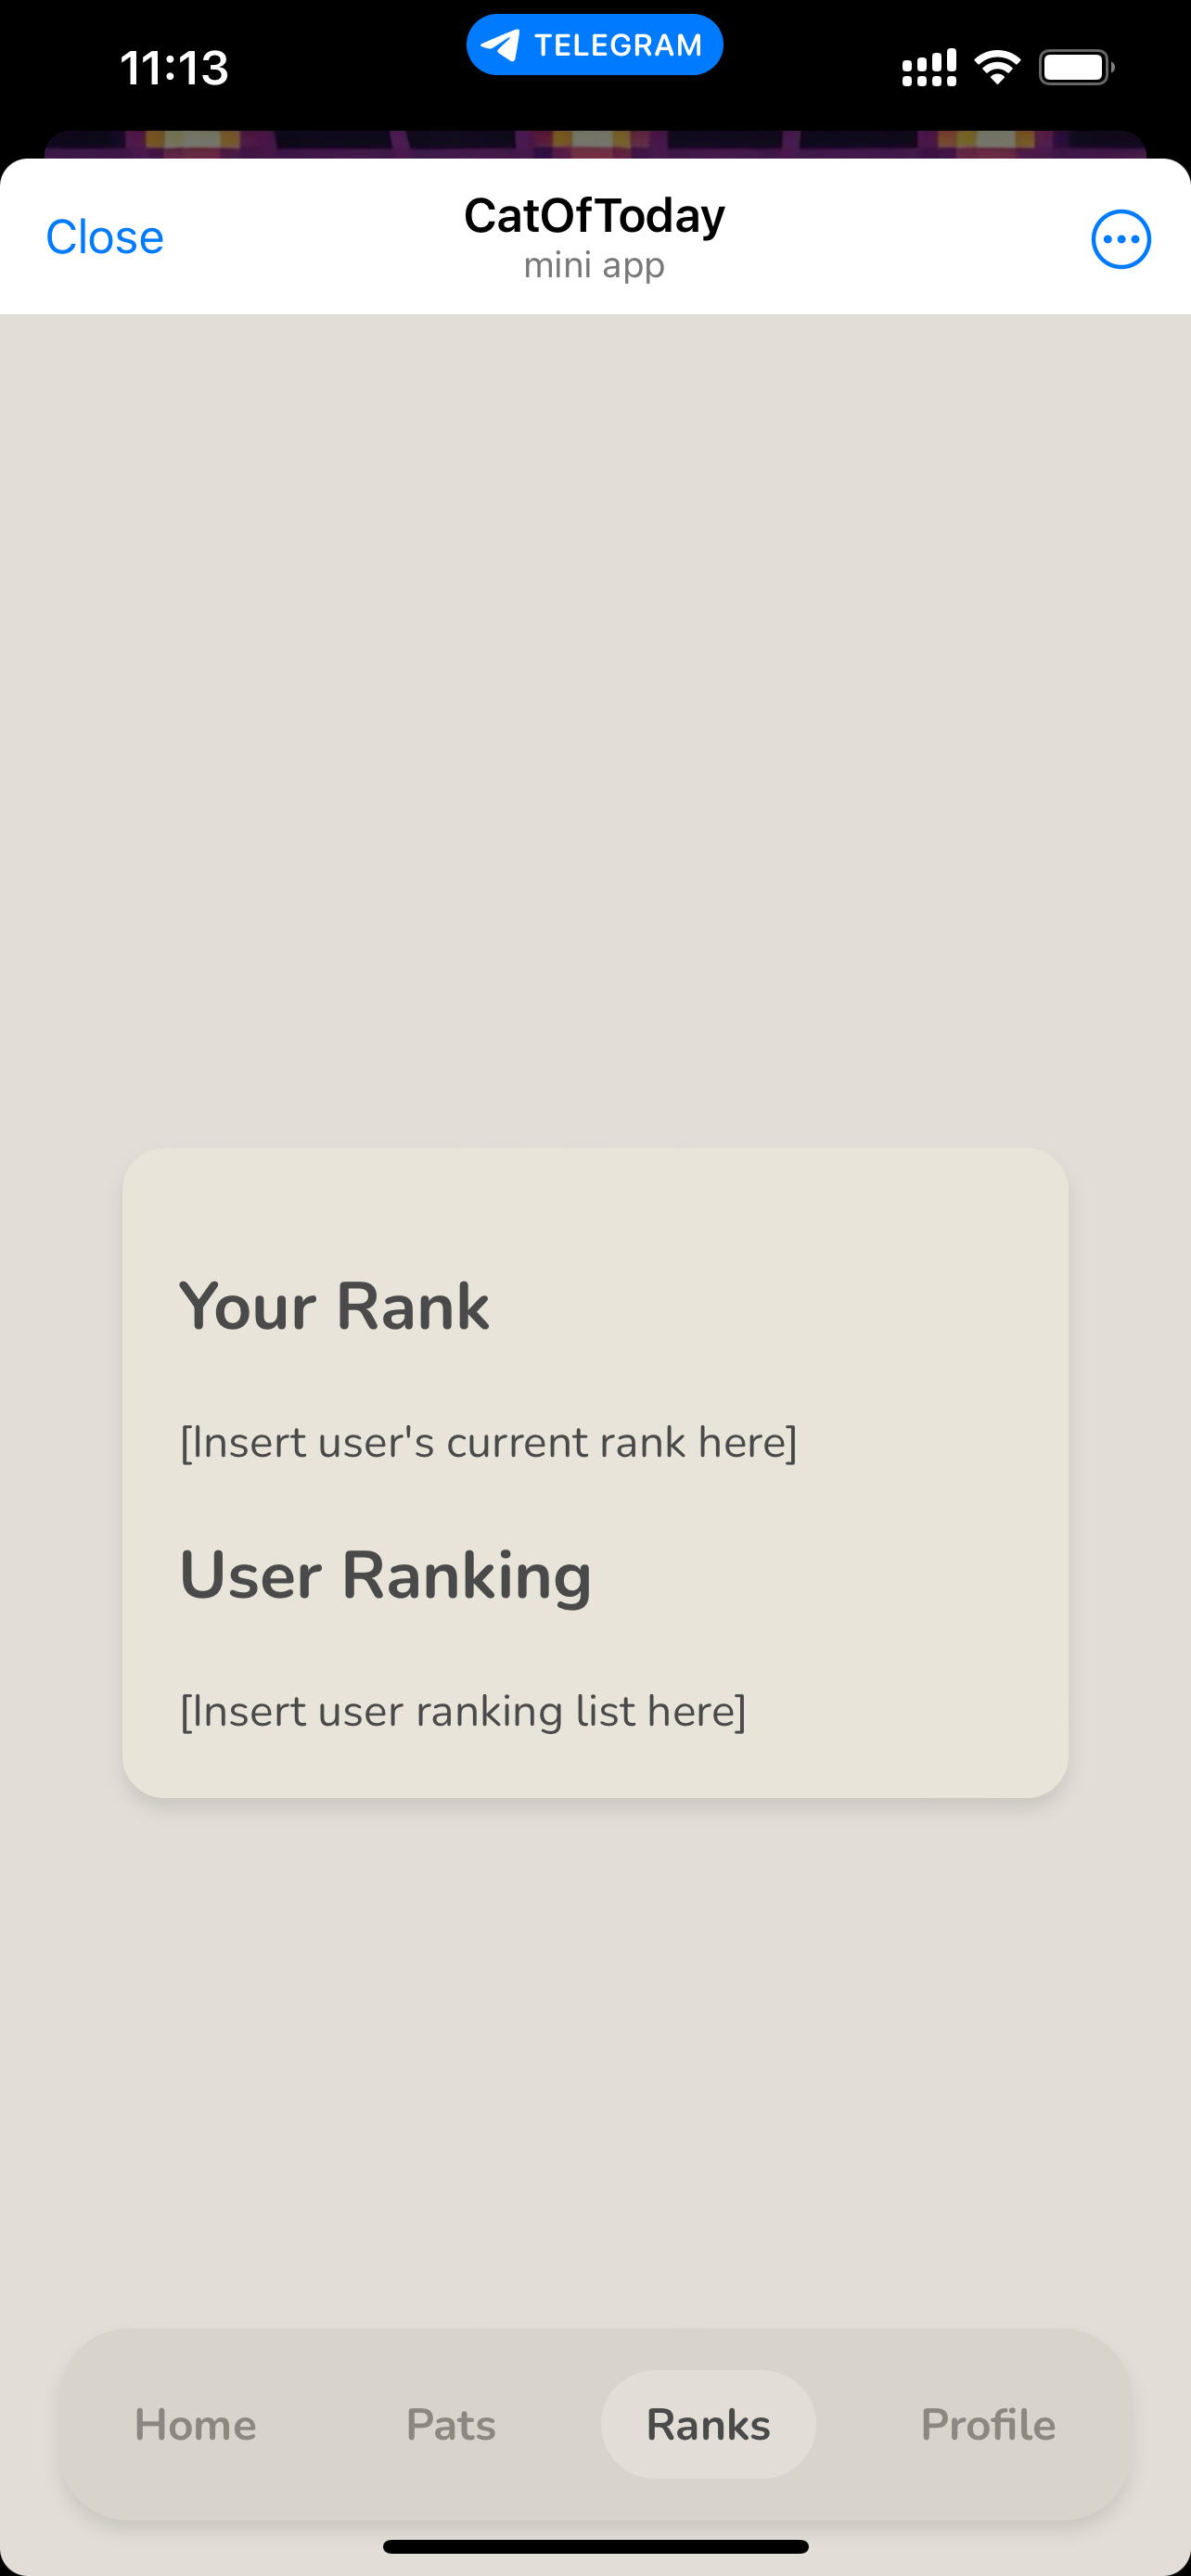 11:13
TELEGRAM
Close
CatOfToday
mini app
Your Rank
[Insert user's current rank here]
User Ranking
[Insert user ranking list here]
Home
Pats
Ranks
Profile